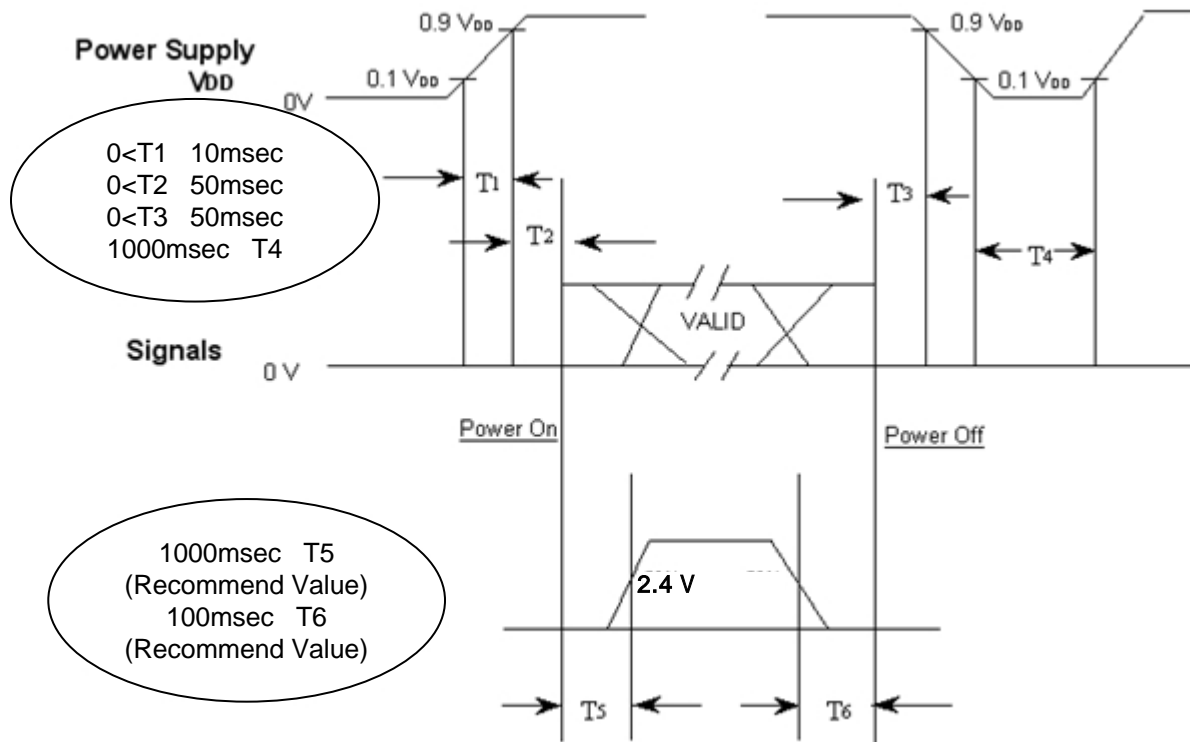 0.9 VDD
0.9 VDD
Power Supply
VDD
0.1 VDD
0.1 VDD
0V
0<T1 10msec
0<T2 50msec
0<T3 50msec
1000msec T4
T1
T3
T2
T4
VALID
Signals
0 V
Power On
Power Off
1000msec T5
(Recommend Value)
100msec T6
(Recommend Value)
2.4 V
T5
T6